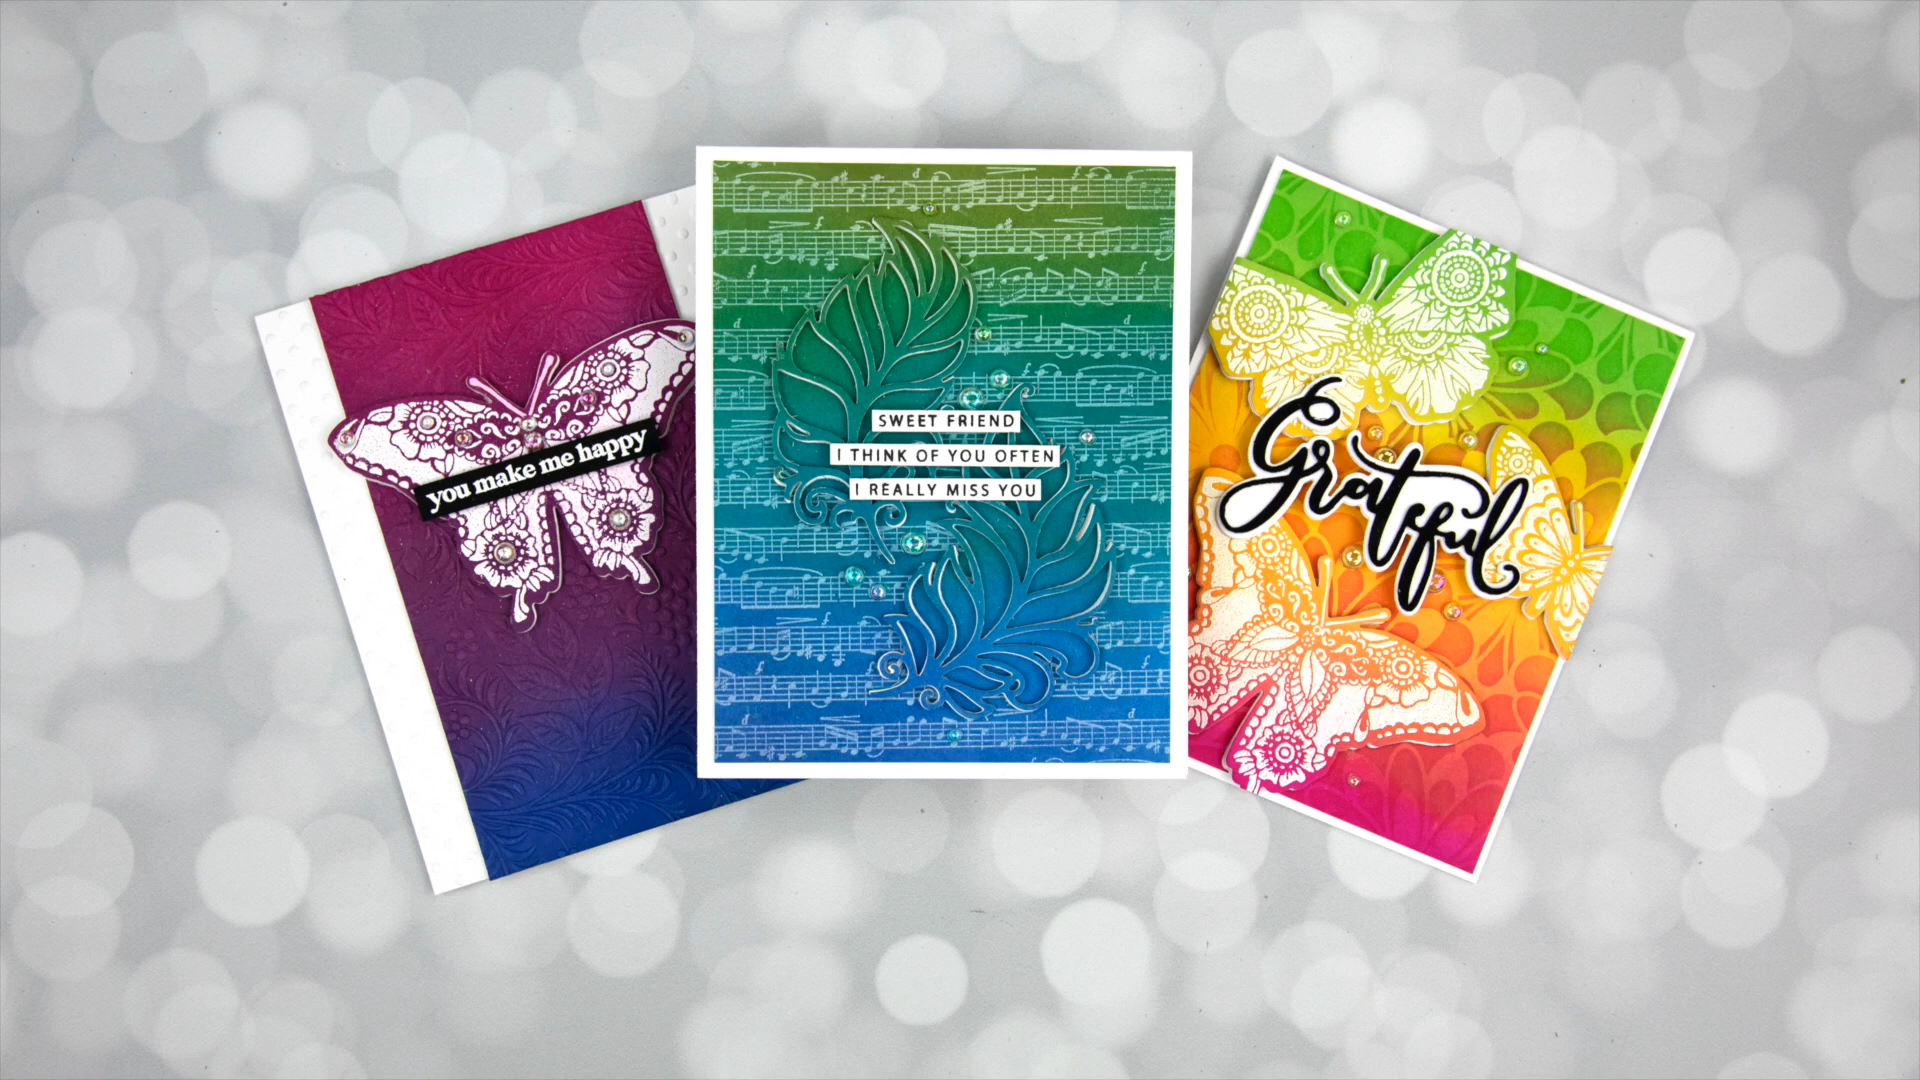 you make me happy
SWEET FRIEND
I THINK OF YOU OFTEN
I REALLY MISS YOU
Grateful